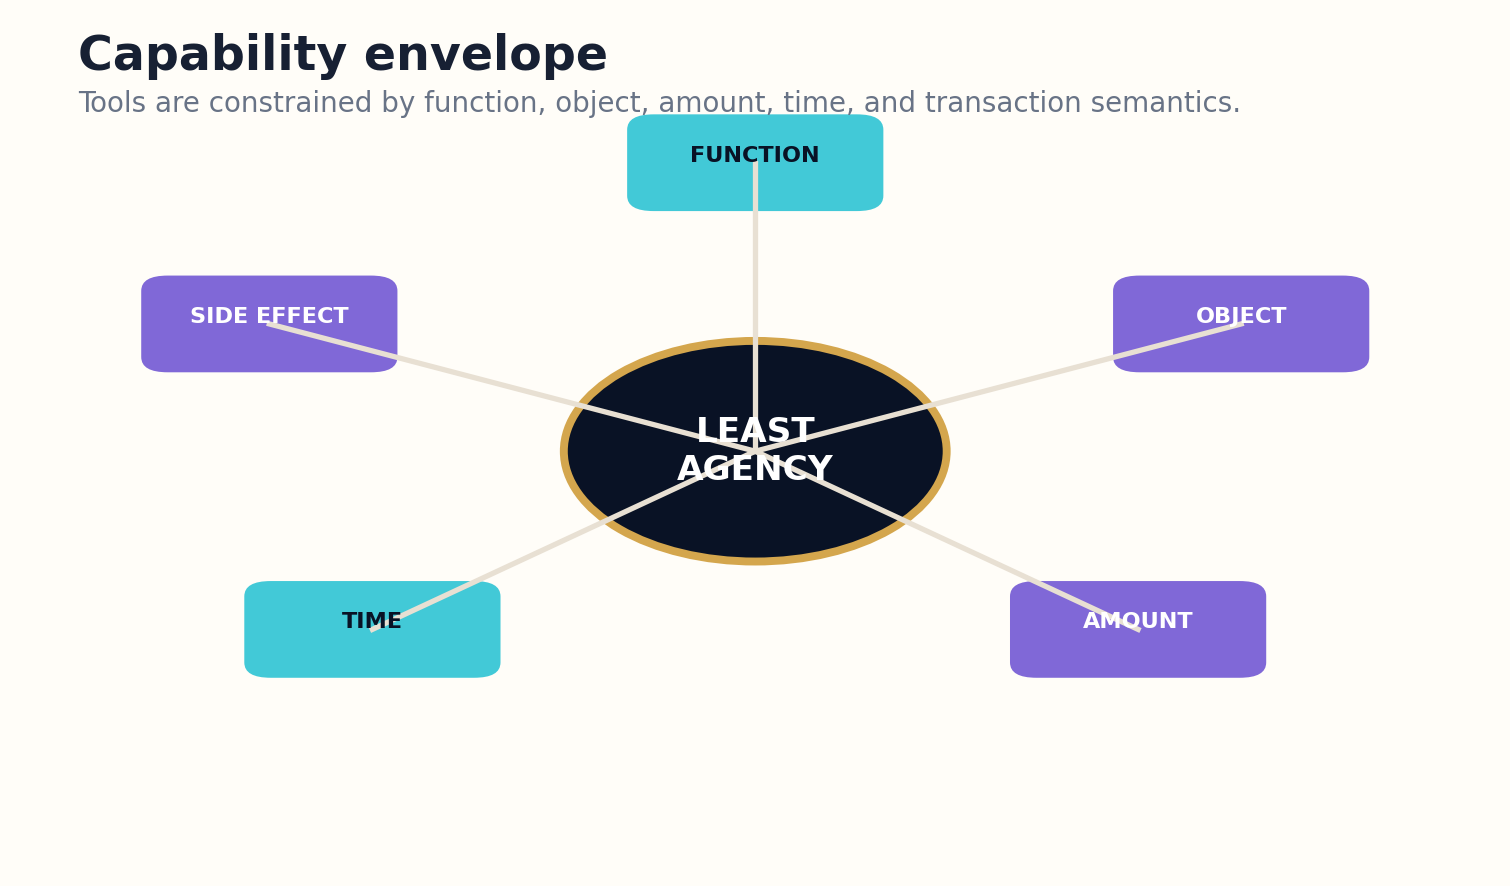 Capability envelope
Tools are constrained by function, object, amount, time, and transaction semantics.
FUNCTION
SIDE EFFECT
OBJECT
LEAST
AGENCY
TIME
AMOUNT